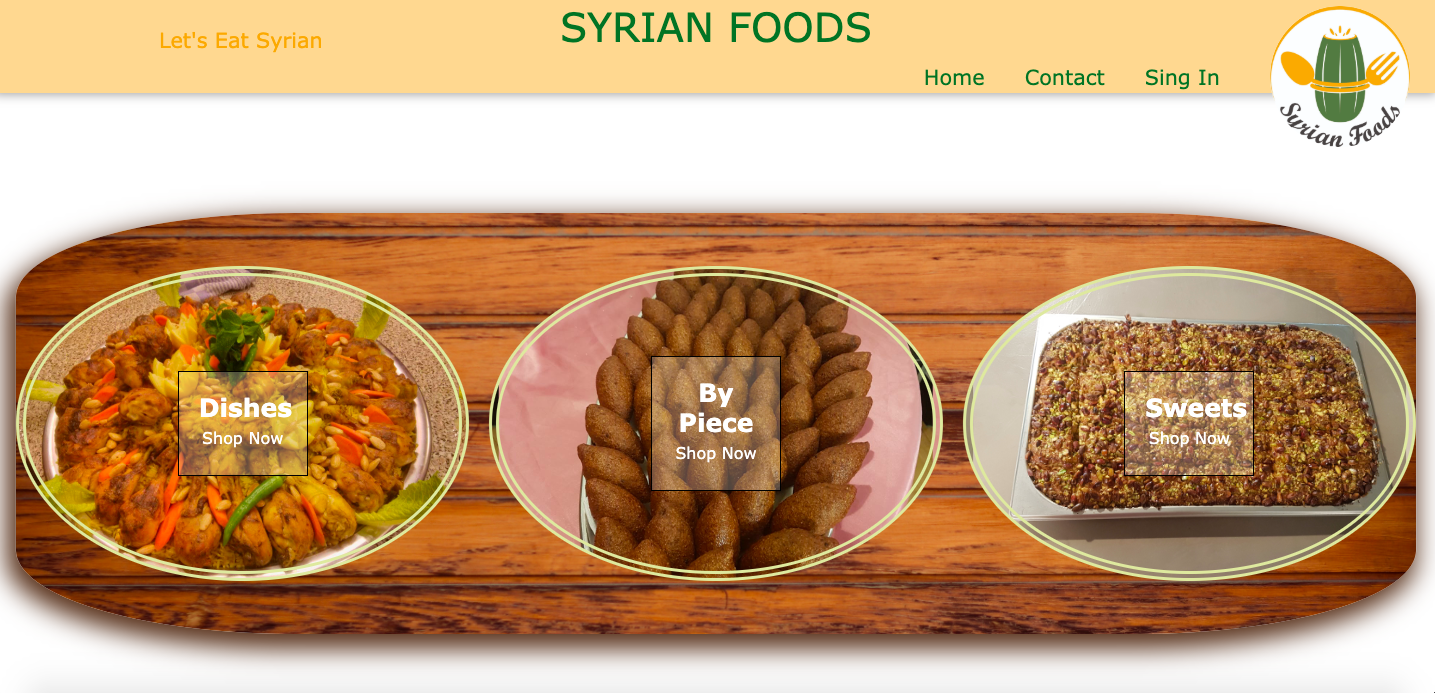 Let's Eat Syrian
SYRIAN FOODS
Home Contact Sing In
Syrian Foods
Dishes
Shop Now
By
Piece
Shop Now
Sweets
Shop Now